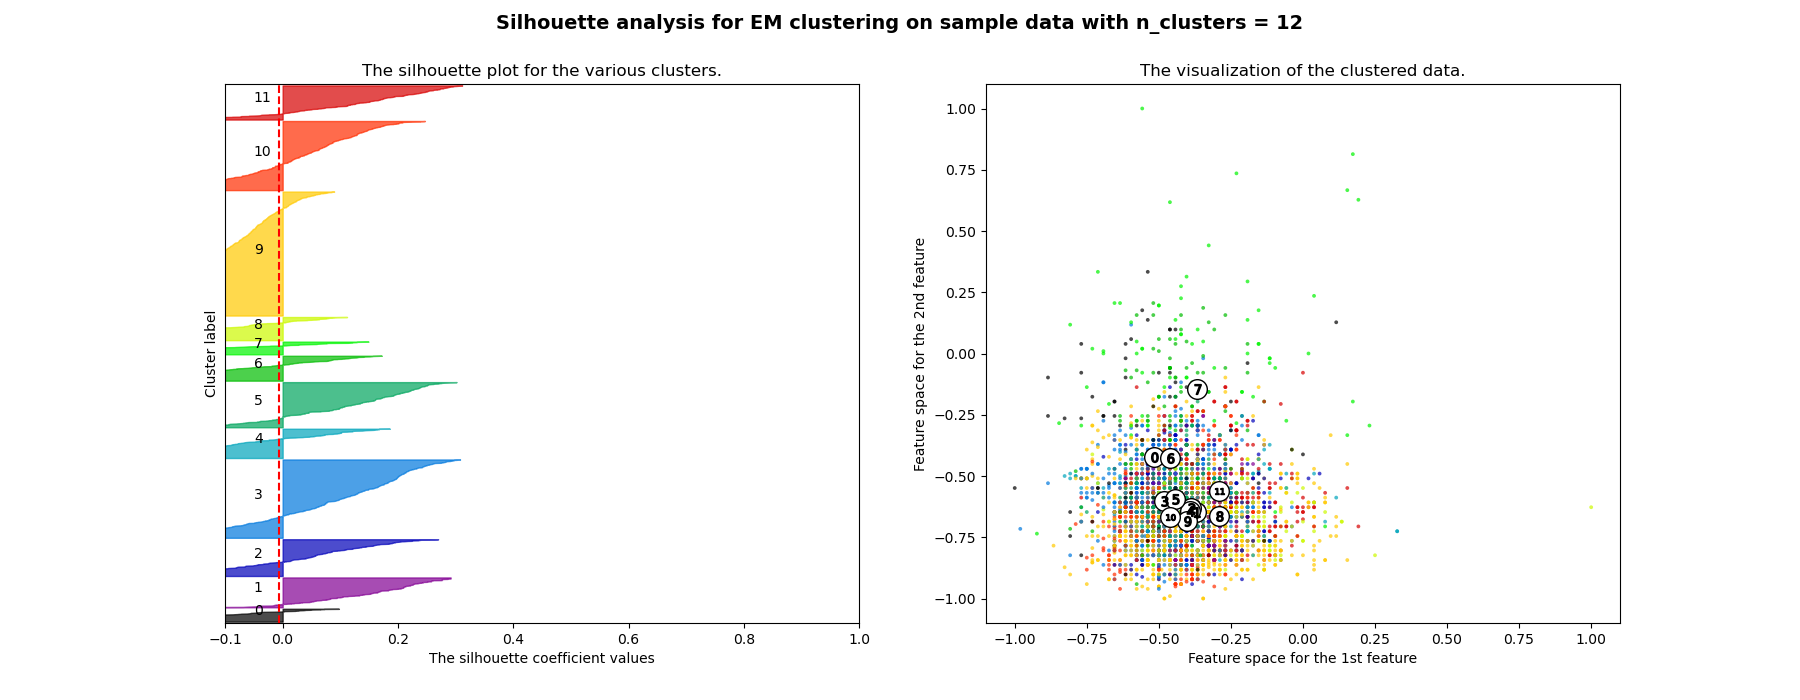 Silhouette analysis for EM clustering on sample data with n_clusters = 12
The silhouette plot for the various clusters.
Cluster label
11
10
9
8
7
6
5
4
3
2
1
0
−0.1 0.0 0.2 0.4 0.6 0.8 1.0
The silhouette coefficient values
The visualization of the clustered data.
Feature space for the 2nd feature
1.00
0.75
0.50
0.25
0.00
−0.25
−0.50
−0.75
−1.00
7
0 6
11
3 5
10 9 8
−1.00 −0.75 −0.50 −0.25 0.00 0.25 0.50 0.75 1.00
Feature space for the 1st feature